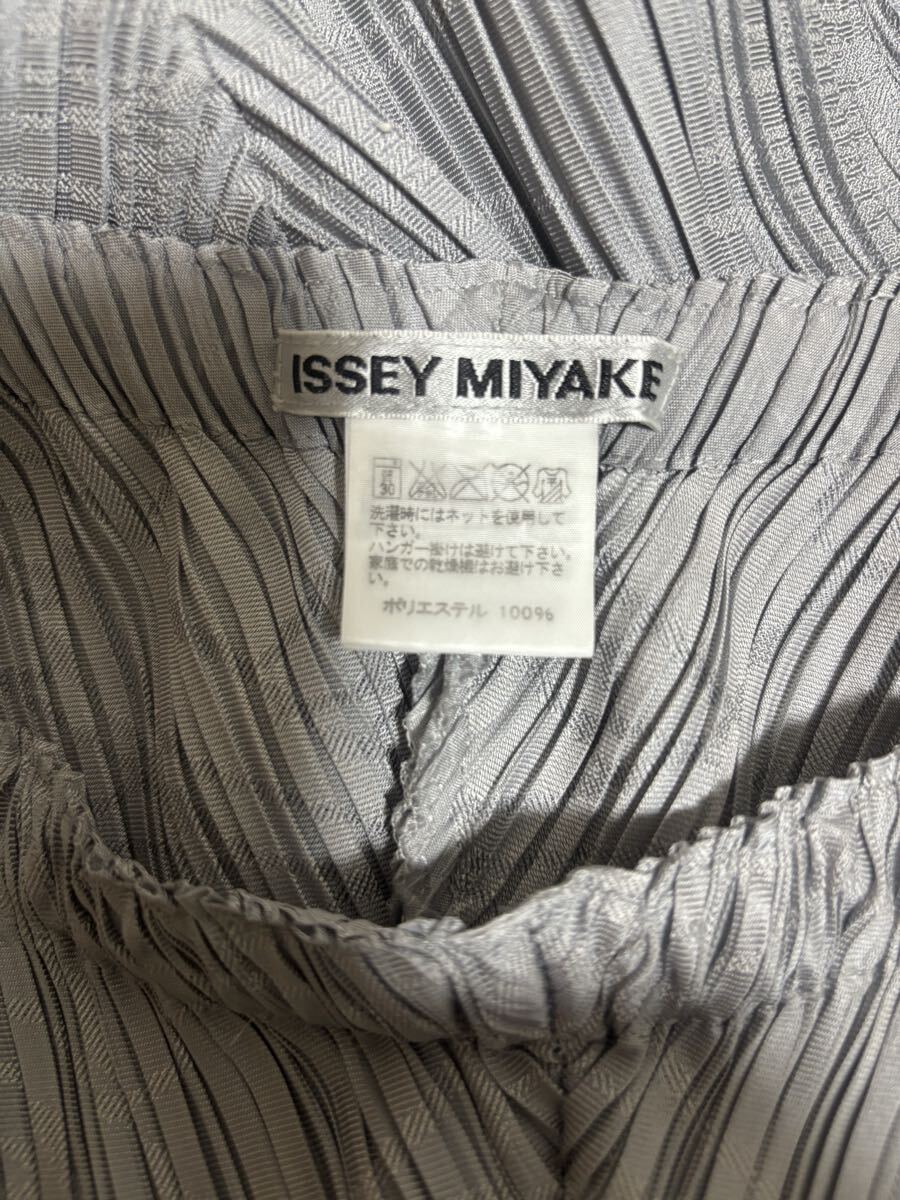 ISSEY MIYAKE
30
洗濯時にはネットを使用して
下さい。
ハンガー掛けは避けて下さい。
家庭での乾燥機はお避け下さ
い。
ポリエステル 100%